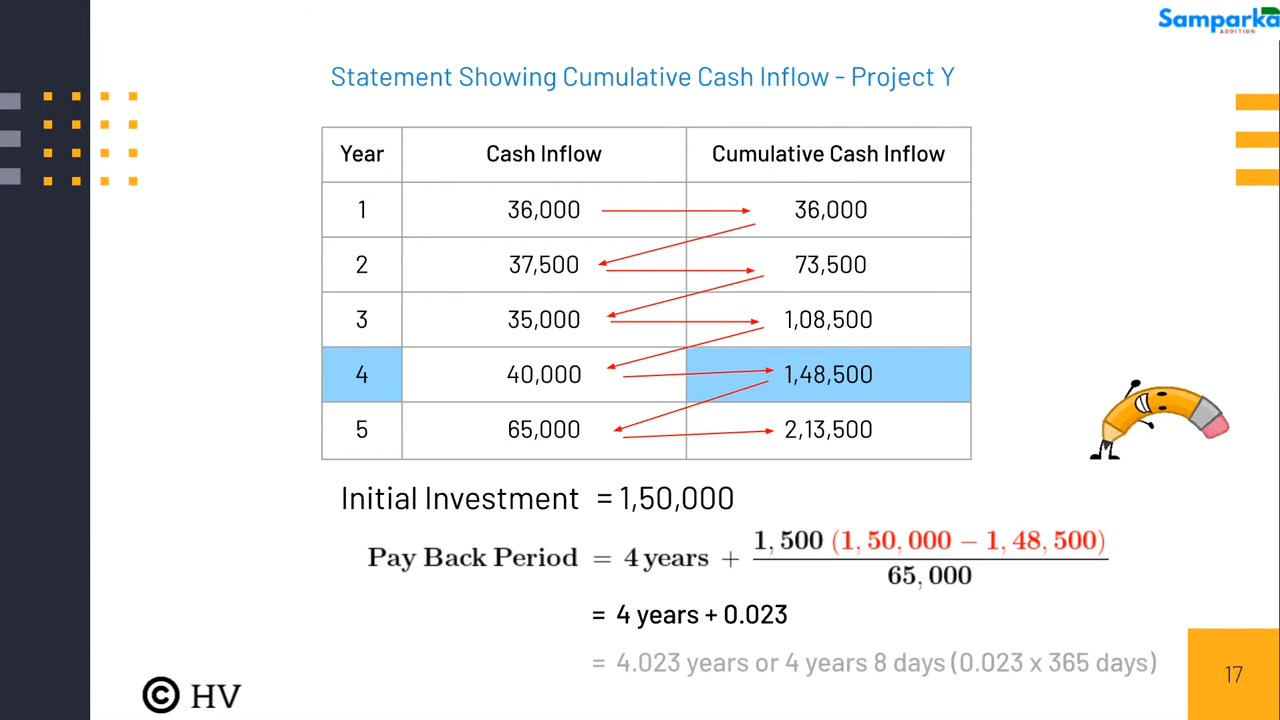 Samparka
ADDITION
Statement Showing Cumulative Cash Inflow - Project Y
Year Cash Inflow Cumulative Cash Inflow
1 36,000 36,000
2 37,500 73,500
3 35,000 1,08,500
4 40,000 1,48,500
5 65,000 2,13,500
Initial Investment = 1,50,000
Pay Back Period = 4 years + 1,500 (1,50,000 − 1,48,500)
65,000
= 4 years + 0.023
= 4.023 years or 4 years 8 days (0.023 x 365 days)
© HV
17